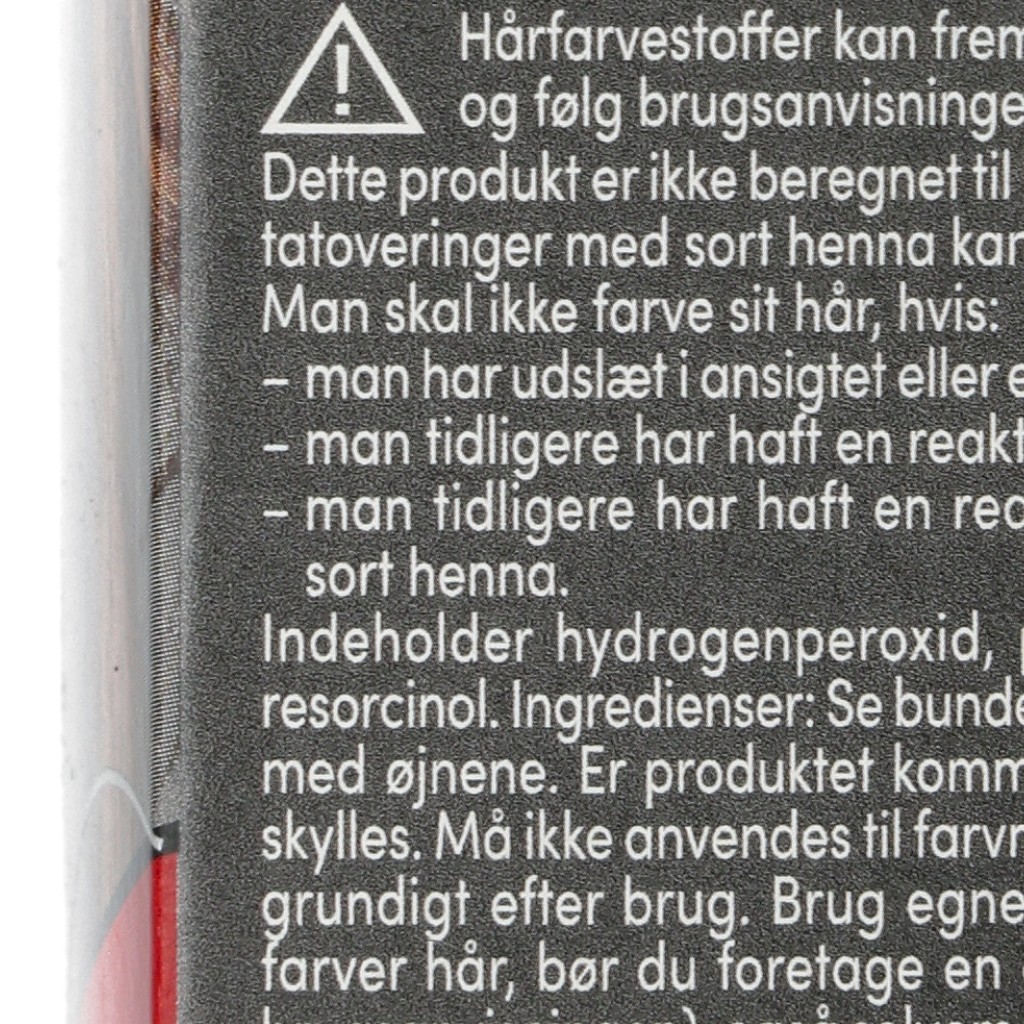 Hårfarvestoffer kan frem
og følg brugsanvisninge
Dette produkt er ikke beregnet til
tatoveringer med sort henna kan
Man skal ikke farve sit hår, hvis:
– man har udslæt i ansigtet eller e
– man tidligere har haft en reakt
– man tidligere har haft en rea
sort henna.
Indeholder hydrogenperoxid,
resorcinol. Ingredienser: Se bunde
med øjnene. Er produktet komm
skylles. Må ikke anvendes til farvn
grundigt efter brug. Brug egne
farver hår, bør du foretage en